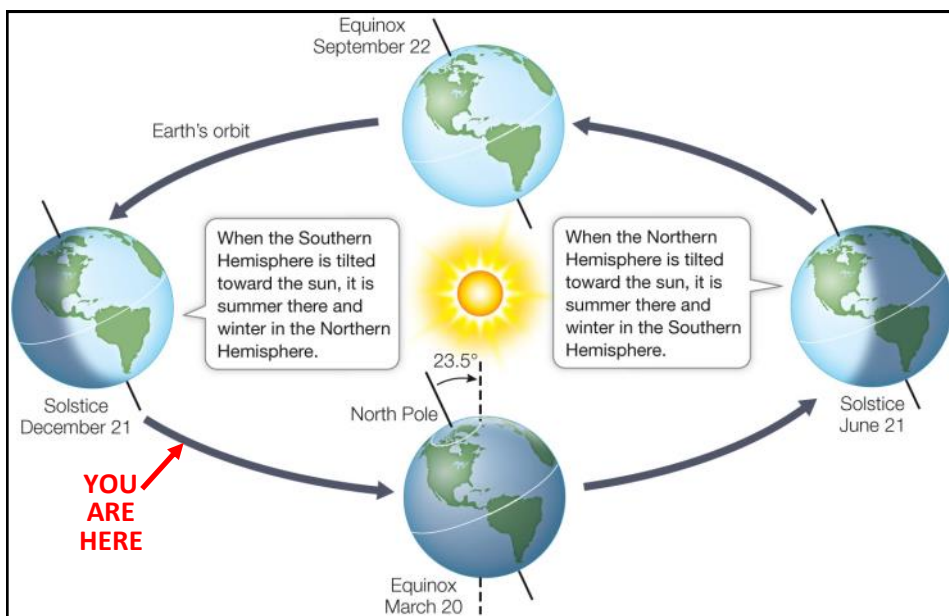 Equinox
September 22
Earth's orbit
When the Southern
Hemisphere is tilted
toward the sun, it is
summer there and
winter in the Northern
Hemisphere.
When the Northern
Hemisphere is tilted
toward the sun, it is
summer there and
winter in the Southern
Hemisphere.
23.5°
North Pole
Solstice
December 21
Solstice
June 21
YOU
ARE
HERE
Equinox
March 20